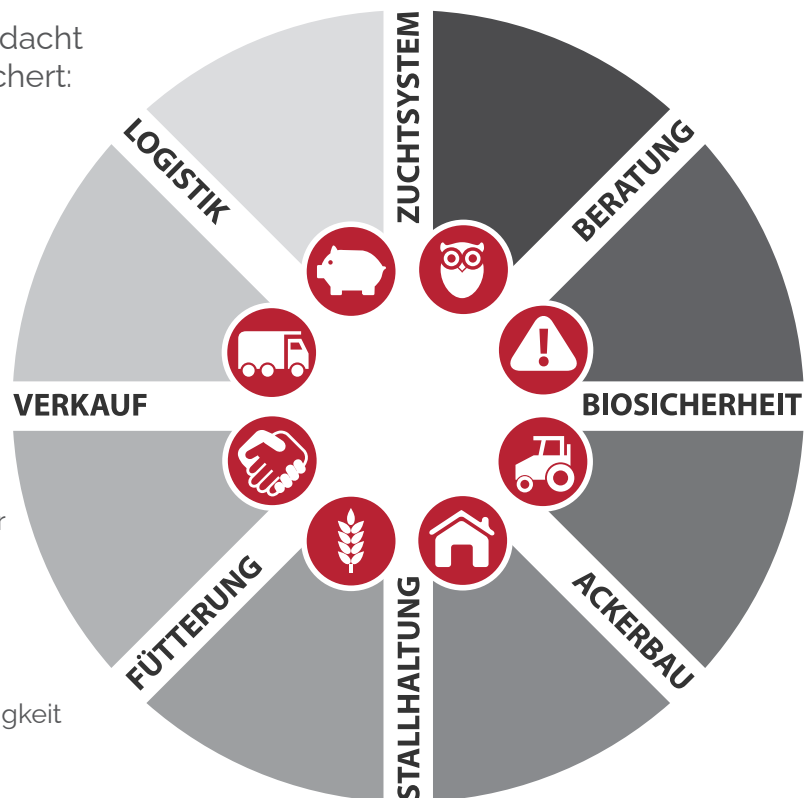 dacht
chert:
ZUCHTSYSTEM
LOGISTIK
BERATUNG
VERKAUF
BIOSICHERHEIT
r
FÜTTERUNG
ACKERBAU
STALLHALTUNG
gkeit